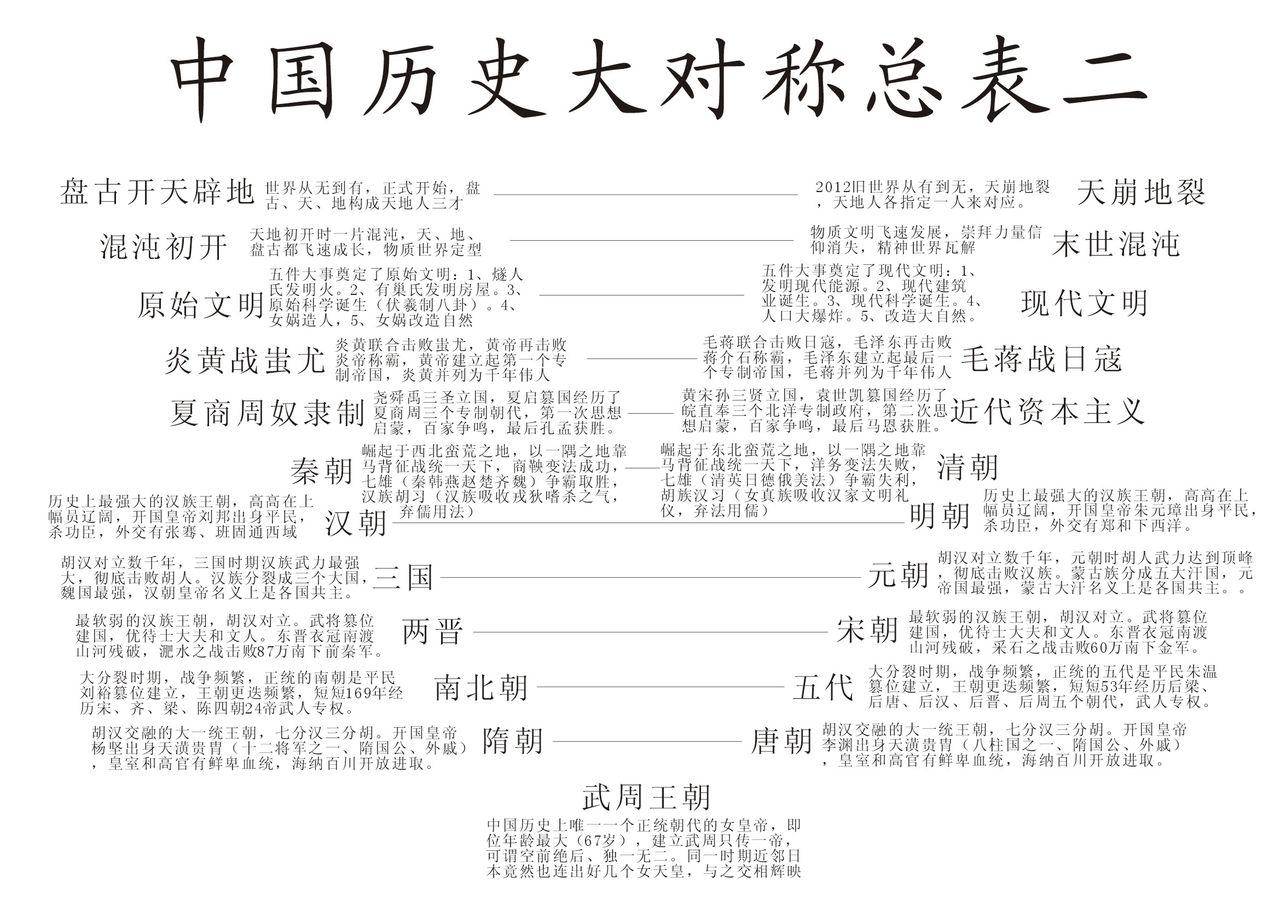 中国历史大对称总表二
盘古开天辟地
世界从无到有，正式开始，盘
古、天、地构成天地人三才
2012旧世界从有到无，天崩地裂
，天地人各指定一人来对应。
天崩地裂
混沌初开
天地初开时一片混沌，天、地、
盘古都飞速成长，物质世界定型
物质文明飞速发展，崇拜力量信
仰消失，精神世界瓦解
末世混沌
原始文明
五件大事奠定了原始文明：1、燧人
氏发明火。2、有巢氏发明房屋。3、
原始科学诞生（伏羲制八卦）。4、
女娲造人，5、女娲改造自然
五件大事奠定了现代文明：1、
发明现代能源。2、现代建筑
业诞生。3、现代科学诞生。4、
人口大爆炸。5、改造大自然。
现代文明
炎黄战蚩尤
炎黄联合击败蚩尤，黄帝再击败
炎帝称霸，黄帝建立起第一个专
制帝国，炎黄并列为千年伟人
毛蒋联合击败日寇，毛泽东再击败
蒋介石称霸，毛泽东建立起最后一
个专制帝国，毛蒋并列为千年伟人
毛蒋战日寇
夏商周奴隶制
尧舜禹三圣立国，夏启篡国经历了
夏商周三个专制朝代，第一次思想
启蒙，百家争鸣，最后孔孟获胜。
黄宋孙三贤立国，袁世凯篡国经历了
皖直奉三个北洋专制政府，第二次思
想启蒙，百家争鸣，最后马恩获胜。
近代资本主义
秦朝
崛起于西北蛮荒之地，以一隅之地靠
马背征战统一天下，商鞅变法成功，
七雄（秦韩燕赵楚齐魏）争霸取胜，
汉族胡习（汉族吸收戎狄嗜杀之气，
弃儒用法）
崛起于东北蛮荒之地，以一隅之地靠
马背征战统一天下，洋务变法失败，
七雄（清英日德俄美法）争霸失利，
胡族汉习（女真族吸收汉家文明礼
仪，弃法用儒）
清朝
历史上最强大的汉族王朝，高高在上
幅员辽阔，开国皇帝刘邦出身平民，
杀功臣，外交有张骞、班固通西域
汉朝
明朝
历史上最强大的汉族王朝，高高在上
幅员辽阔，开国皇帝朱元璋出身平民，
杀功臣，外交有郑和下西洋。
胡汉对立数千年，三国时期汉族武力最强
大，彻底击败胡人。汉族分裂成三个大国，
魏国最强，汉朝皇帝名义上是各国共主。
三国
元朝
胡汉对立数千年，元朝时胡人武力达到顶峰
，彻底击败汉族。蒙古族分成五大汗国，元
帝国最强，蒙古大汗名义上是各国共主。。
最软弱的汉族王朝，胡汉对立。武将篡位
建国，优待士大夫和文人。东晋衣冠南渡
山河残破，淝水之战击败87万南下前秦军。
两晋
宋朝
最软弱的汉族王朝，胡汉对立。武将篡位
建国，优待士大夫和文人。东晋衣冠南渡
山河残破，采石之战击败60万南下金军。
大分裂时期，战争频繁，正统的南朝是平民
刘裕篡位建立，王朝更迭频繁，短短169年经
历宋、齐、梁、陈四朝24帝武人专权。
南北朝
五代
大分裂时期，战争频繁，正统的五代是平民朱温
篡位建立，王朝更迭频繁，短短53年经历后梁、
后唐、后汉、后晋、后周五个朝代，武人专权。
胡汉交融的大一统王朝，七分汉三分胡。开国皇帝
杨坚出身天潢贵胄（十二将军之一、隋国公、外戚）
，皇室和高官有鲜卑血统，海纳百川开放进取。
隋朝
唐朝
胡汉交融的大一统王朝，七分汉三分胡。开国皇帝
李渊出身天潢贵胄（八柱国之一、隋国公、外戚）
，皇室和高官有鲜卑血统，海纳百川开放进取。
武周王朝
中国历史上唯一一个正统朝代的女皇帝，即
位年龄最大（67岁），建立武周只传一帝，
可谓空前绝后、独一无二。同一时期近邻日
本竟然也连出好几个女天皇，与之交相辉映